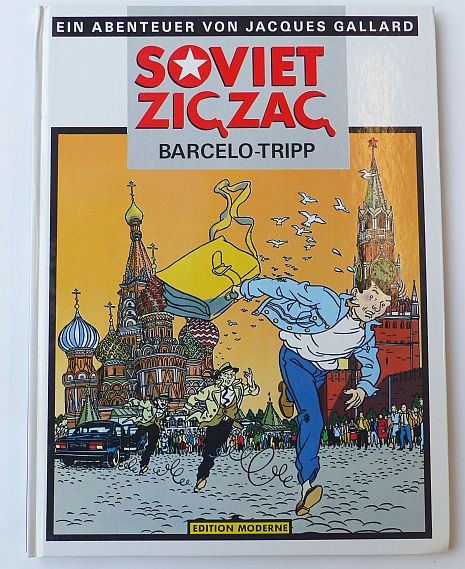 EIN ABENTEUER VON JACQUES GALLARD
SOVIET
ZIGZAG
BARCELO-TRIPP
EDITION MODERNE